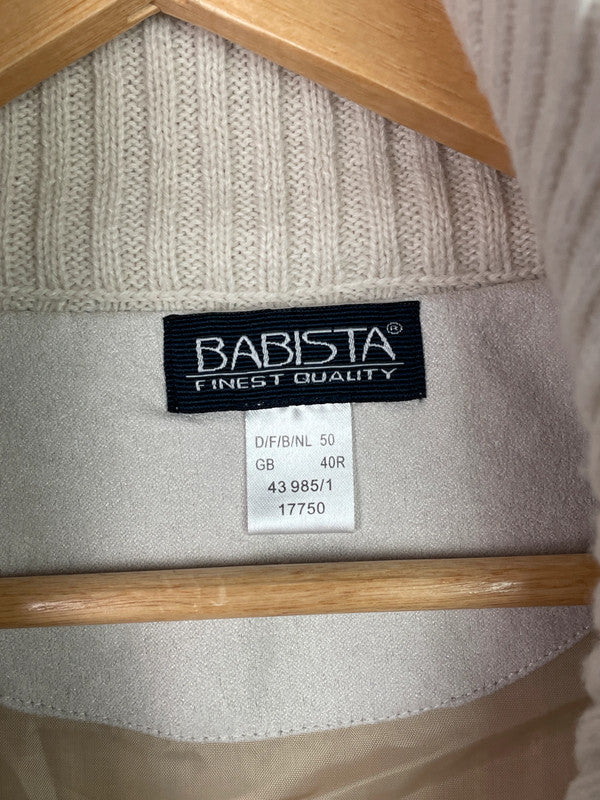 BABISTA®
FINEST QUALITY
D/F/B/NL 50
GB 40R
43 985/1
17750